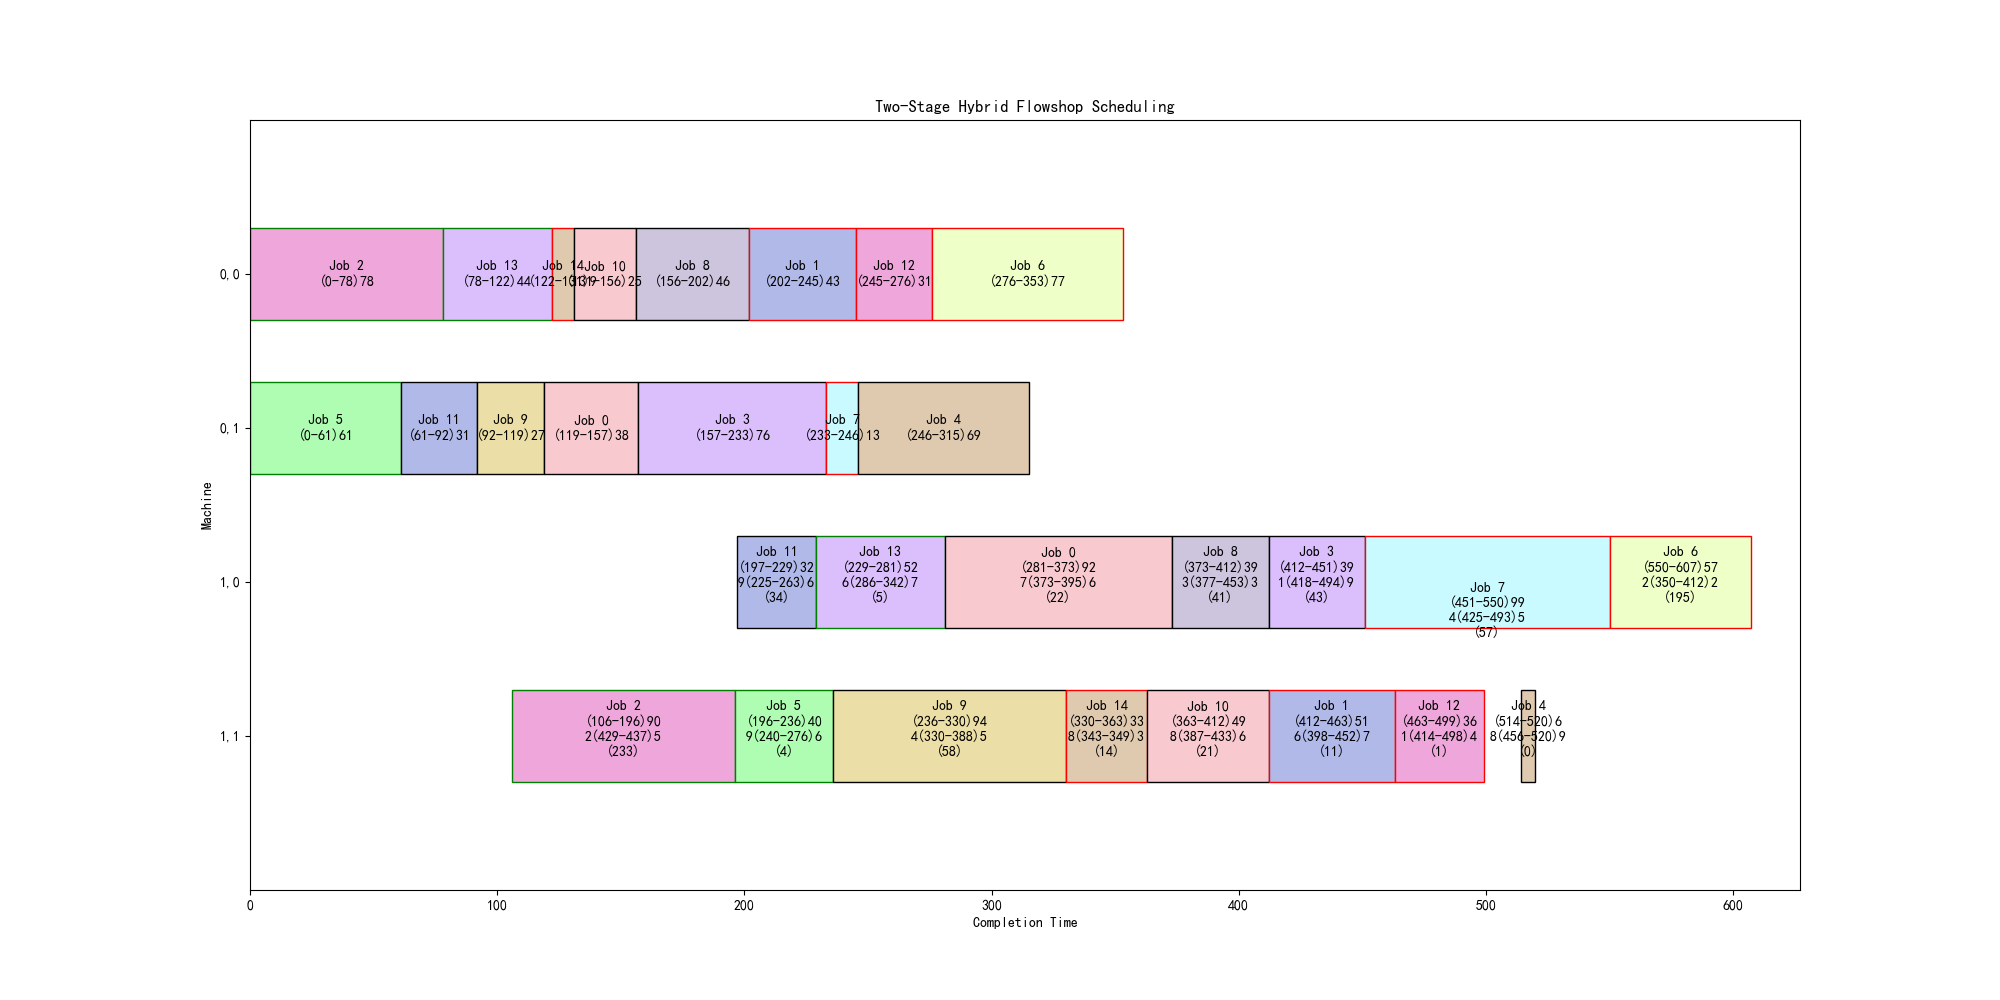 Two-Stage Hybrid Flowshop Scheduling
0,0
Job 2
(0-78)78
Job 13
(78-122)44
Job 14
(122-131)9
Job 10
(131-156)25
Job 8
(156-202)46
Job 1
(202-245)43
Job 12
(245-276)31
Job 6
(276-353)77
0,1
Job 5
(0-61)61
Job 11
(61-92)31
Job 9
(92-119)27
Job 0
(119-157)38
Job 3
(157-233)76
Job 7
(233-246)13
Job 4
(246-315)69
Machine
1,0
Job 11
(197-229)32
9(225-263)6
(34)
Job 13
(229-281)52
6(286-342)7
(5)
Job 0
(281-373)92
7(373-395)6
(22)
Job 8
(373-412)39
3(377-453)3
(41)
Job 3
(412-451)39
1(418-494)9
(43)
Job 7
(451-550)99
4(425-493)5
(57)
Job 6
(550-607)57
2(350-412)2
(195)
1,1
Job 2
(106-196)90
2(429-437)5
(233)
Job 5
(196-236)40
9(240-276)6
(4)
Job 9
(236-330)94
4(330-388)5
(58)
Job 14
(330-363)33
8(343-349)3
(14)
Job 10
(363-412)49
8(387-433)6
(21)
Job 1
(412-463)51
6(398-452)7
(11)
Job 12
(463-499)36
1(414-498)4
(1)
Job 4
(514-520)6
8(456-520)9
(0)
0
100
200
300
400
500
600
Completion Time